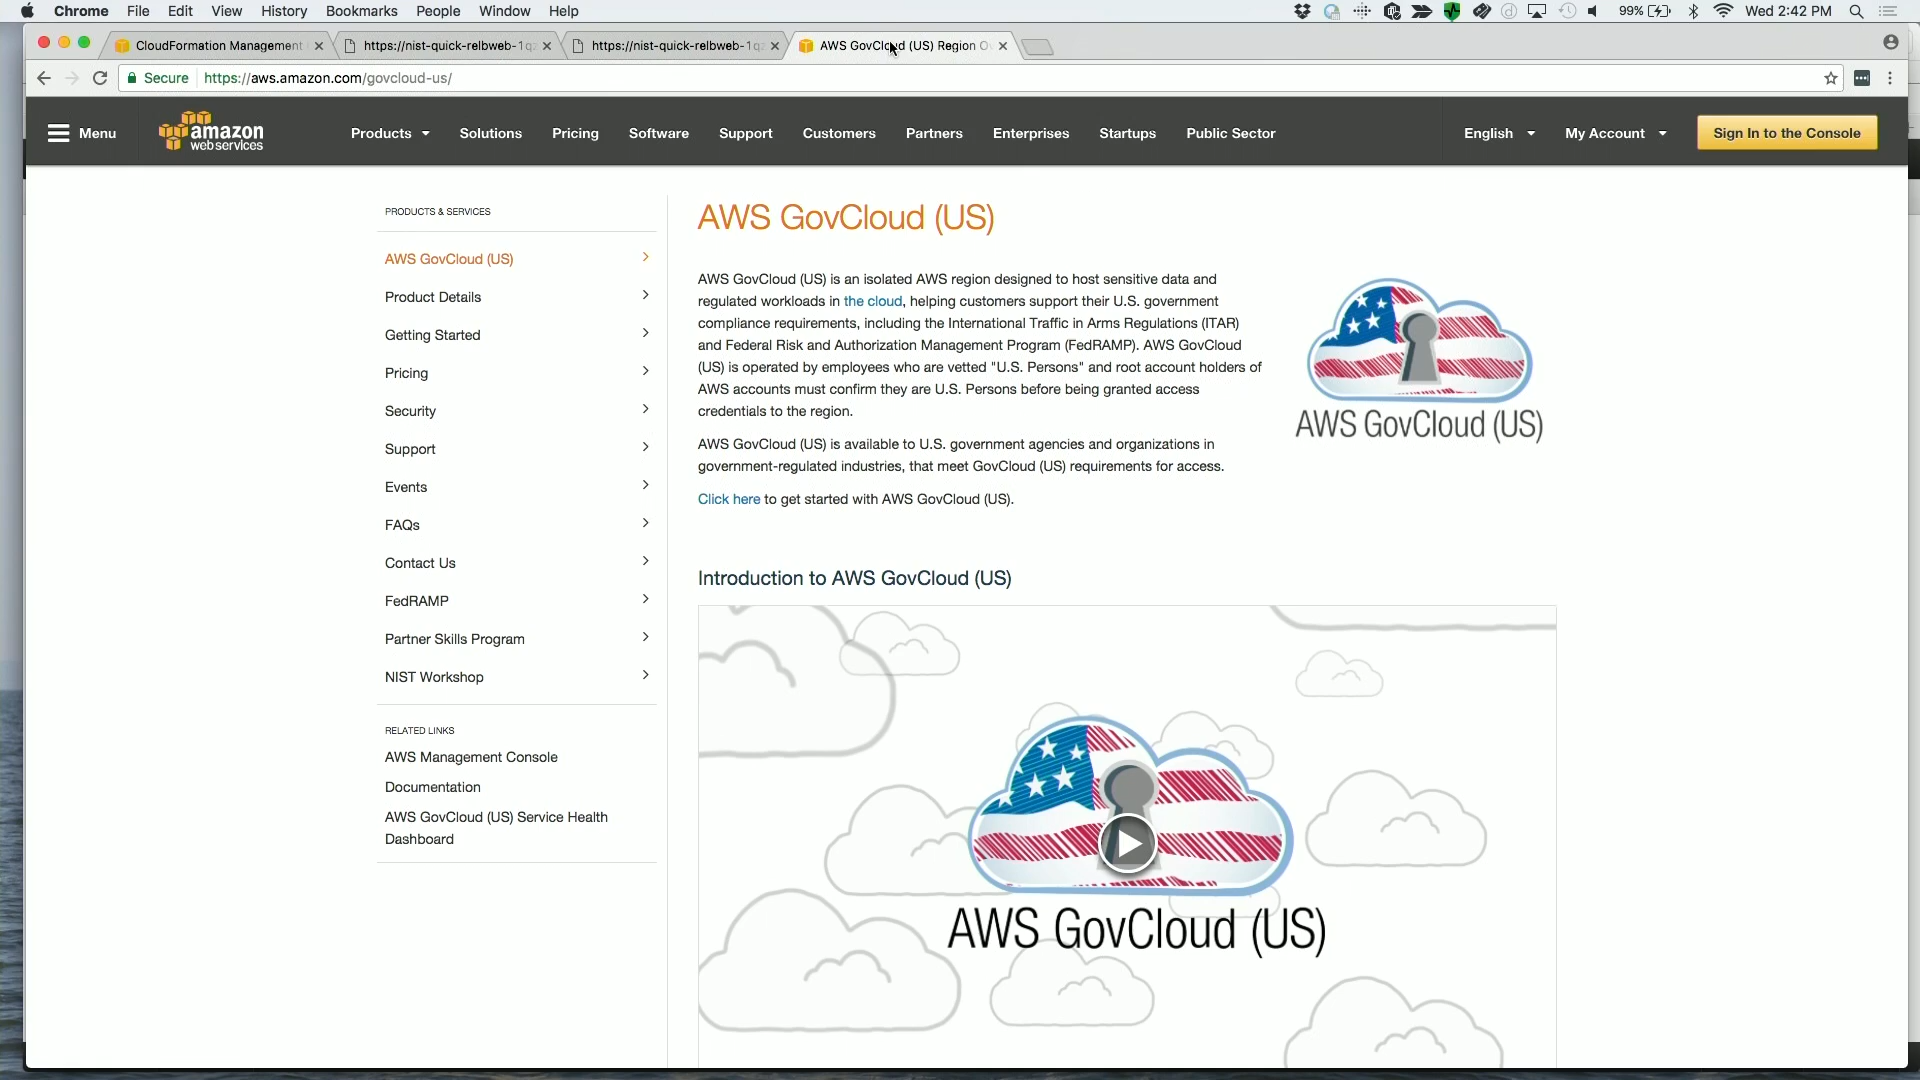 Chrome File Edit View History Bookmarks People Window Help 99% Wed 2:42 PM
CloudFormation Management https://nist-quick-relbweb-1q https://nist-quick-relbweb-1q AWS GovCloud (US) Region O
Secure https://aws.amazon.com/govcloud-us/
Menu amazon web services Products Solutions Pricing Software Support Customers Partners Enterprises Startups Public Sector English My Account Sign In to the Console
PRODUCTS & SERVICES
AWS GovCloud (US)
Product Details
Getting Started
Pricing
Security
Support
Events
FAQs
Contact Us
FedRAMP
Partner Skills Program
NIST Workshop
RELATED LINKS
AWS Management Console
Documentation
AWS GovCloud (US) Service Health
Dashboard
AWS GovCloud (US)
AWS GovCloud (US) is an isolated AWS region designed to host sensitive data and
regulated workloads in the cloud, helping customers support their U.S. government
compliance requirements, including the International Traffic in Arms Regulations (ITAR)
and Federal Risk and Authorization Management Program (FedRAMP). AWS GovCloud
(US) is operated by employees who are vetted "U.S. Persons" and root account holders of
AWS accounts must confirm they are U.S. Persons before being granted access
credentials to the region.
AWS GovCloud (US) is available to U.S. government agencies and organizations in
government-regulated industries, that meet GovCloud (US) requirements for access.
Click here to get started with AWS GovCloud (US).
AWS GovCloud (US)
Introduction to AWS GovCloud (US)
AWS GovCloud (US)